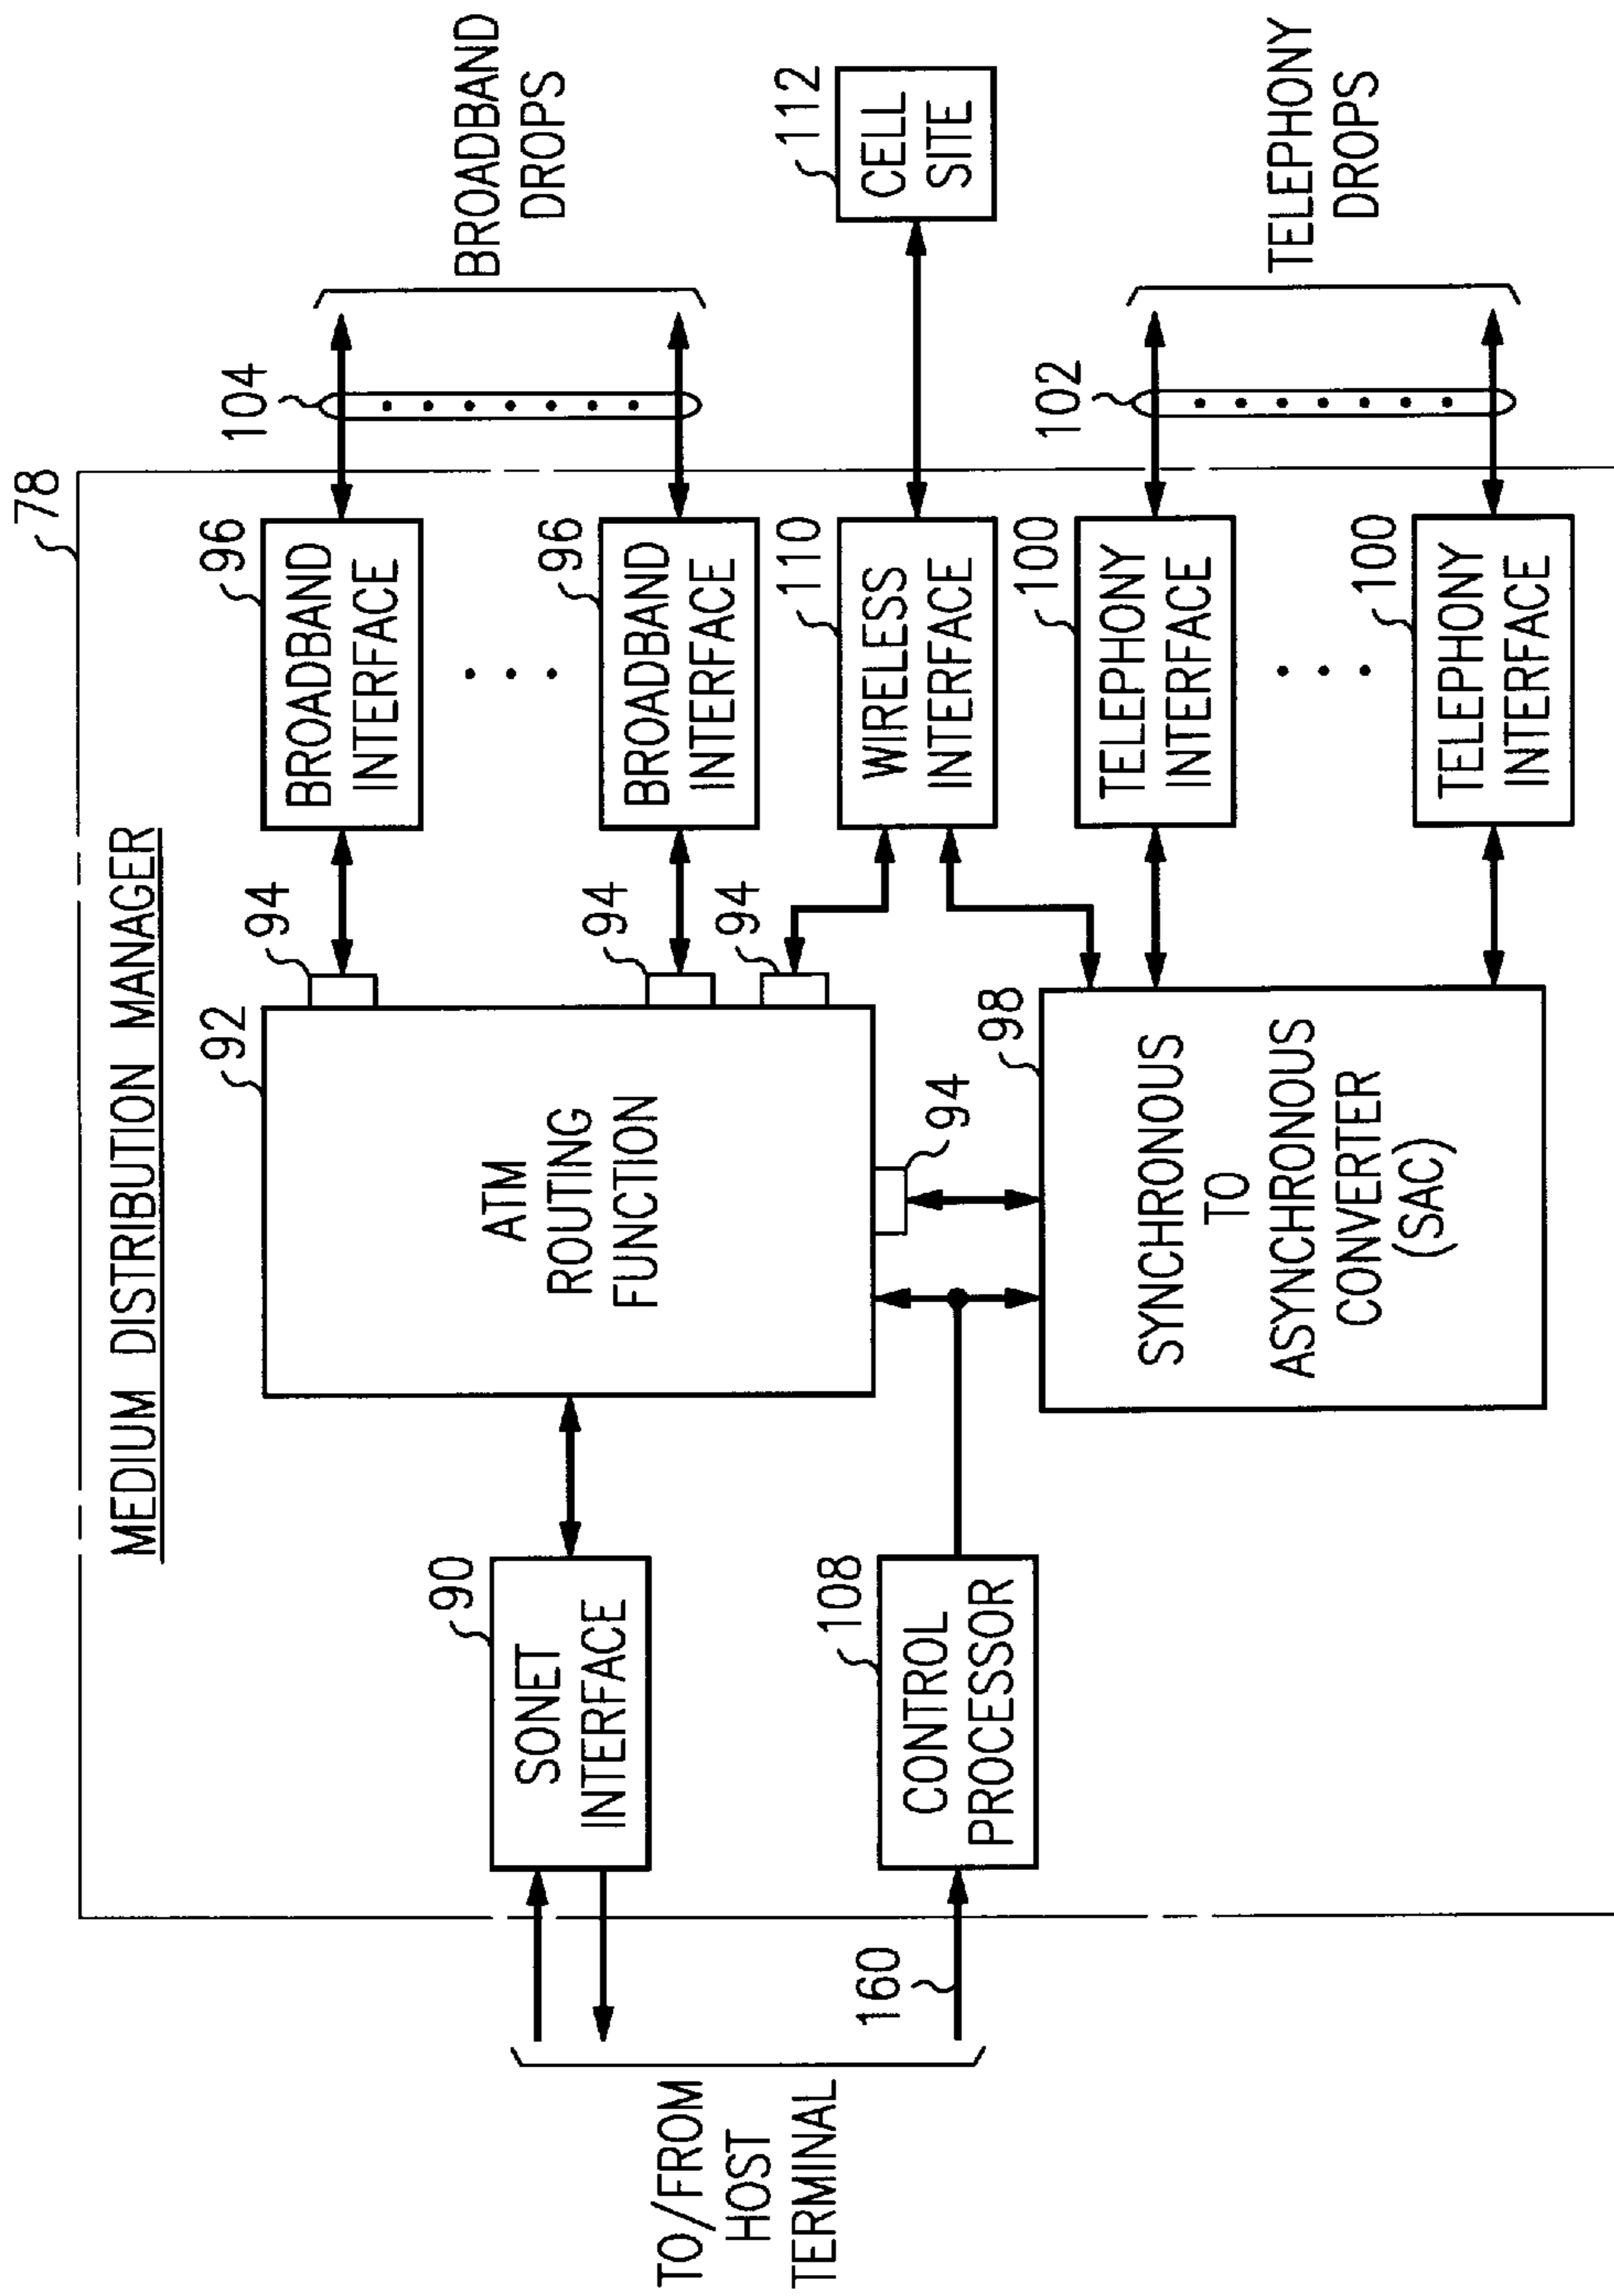 78
MEDIUM DISTRIBUTION MANAGER
TO/FROM
HOST
TERMINAL
160
90
SONET
INTERFACE
108
CONTROL
PROCESSOR
92
ATM
ROUTING
FUNCTION
94
94
94
94
98
SYNCHRONOUS
TO
ASYNCHRONOUS
CONVERTER
(SAC)
96
BROADBAND
INTERFACE
96
BROADBAND
INTERFACE
110
WIRELESS
INTERFACE
100
TELEPHONY
INTERFACE
100
TELEPHONY
INTERFACE
104
BROADBAND
DROPS
112
CELL
SITE
102
TELEPHONY
DROPS